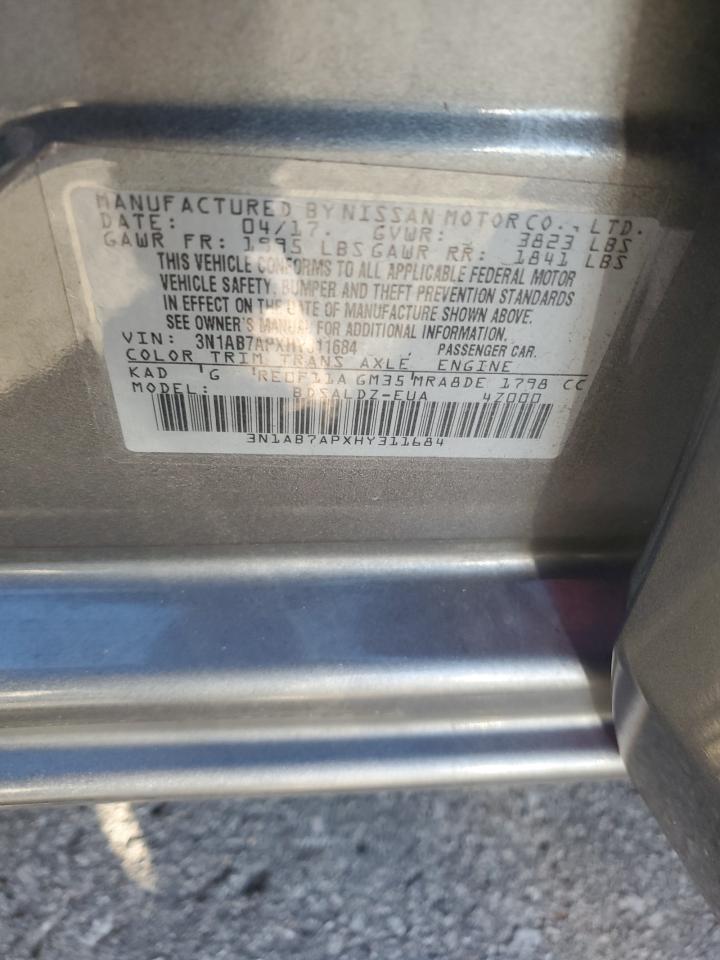 MANUFACTURED BY NISSAN MOTOR CO., LTD.
DATE: 04/17. GVWR: 3823 LBS
GAWR FR: 1995 LBS GAWR RR: 1841 LBS
THIS VEHICLE CONFORMS TO ALL APPLICABLE FEDERAL MOTOR
VEHICLE SAFETY, BUMPER AND THEFT PREVENTION STANDARDS
IN EFFECT ON THE DATE OF MANUFACTURE SHOWN ABOVE.
SEE OWNER'S MANUAL FOR ADDITIONAL INFORMATION.
VIN: 3N1AB7APXHY311684 PASSENGER CAR.
COLOR TRIM TRANS AXLE ENGINE
KAD G RE0F11A GM35 MRA8DE 1798 CC
MODEL: BDSALDZ-EUA 4Z000
3N1AB7APXHY311684